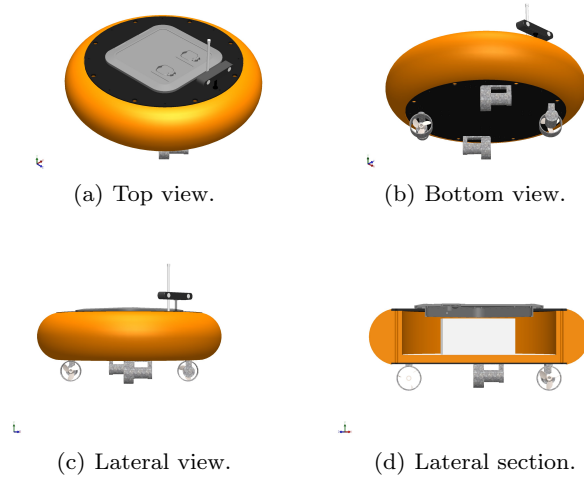 (a) Top view.
(b) Bottom view.
(c) Lateral view.
(d) Lateral section.